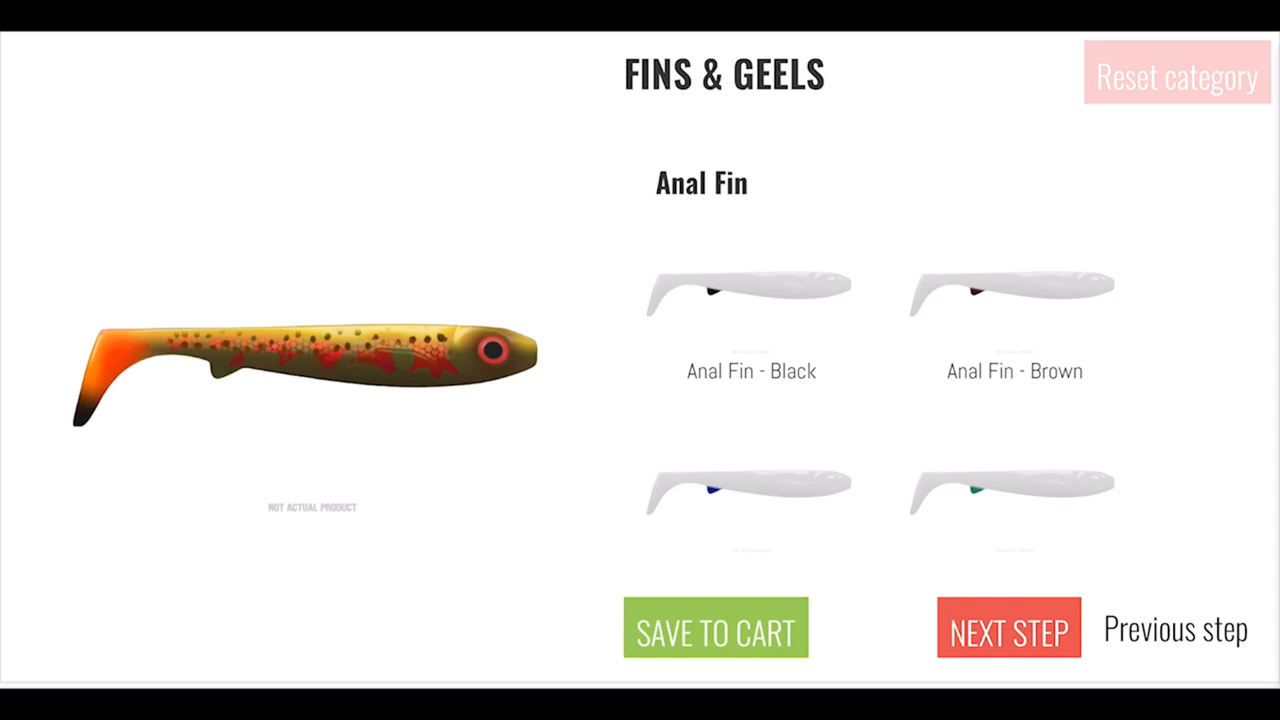 FINS & GEELS
Reset category
Anal Fin
Anal Fin - Black
Anal Fin - Brown
NOT ACTUAL PRODUCT
SAVE TO CART
NEXT STEP
Previous step